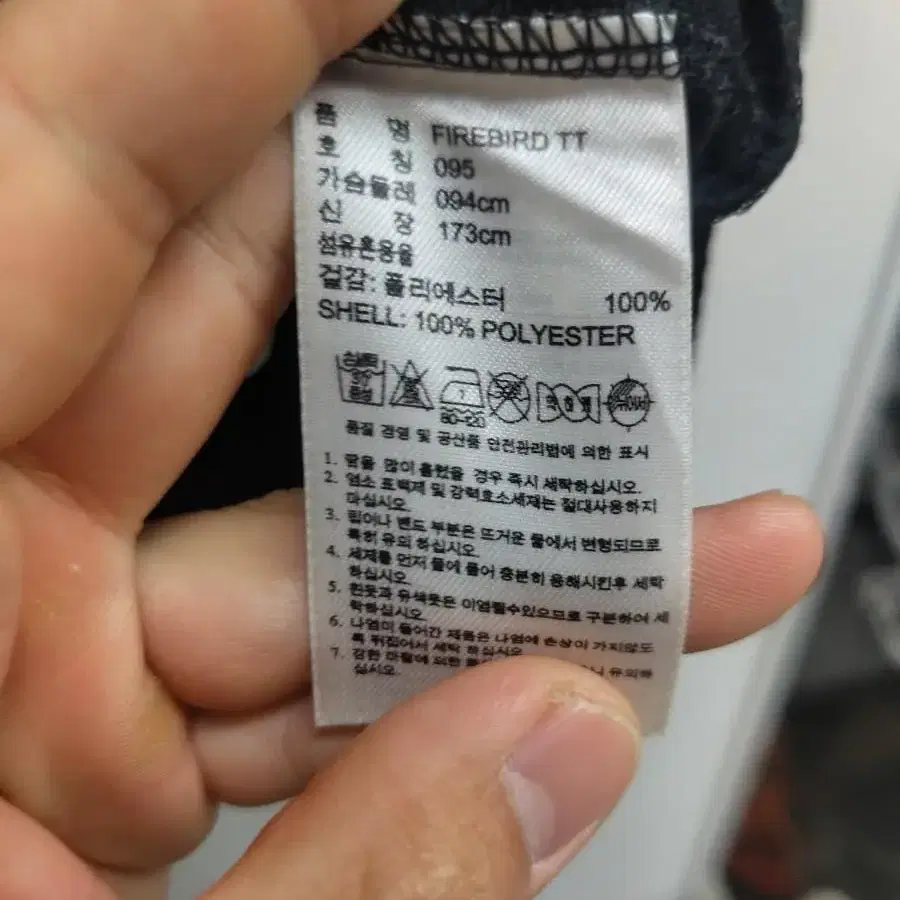 품 명 FIREBIRD TT
호 칭 095
가슴둘레 094cm
신 장 173cm
섬유혼용율
겉감: 폴리에스터 100%
SHELL: 100% POLYESTER
80~120
품질 경영 및 공산품 안전관리법에 의한 표시
1. 땀을 많이 흘렸을 경우 즉시 세탁하십시오.
2. 염소 표백제 및 강력효소세제는 절대사용하지
마십시오.
3. 립이나 밴드 부분은 뜨거운 물에서 변형되므로
특히 유의 하십시오.
4. 세제를 먼저 물에 풀어 충분히 용해시킨후 세탁
하십시오.
5. 흰옷과 유색옷은 이염될수있으므로 구분하여 세
탁하십시오.
6. 나염이 들어간 제품은 나염에 손상이 가지않도
록 뒤집어서 세탁 하십시오
7. 강한 마찰에 의한 유의하
십시오.